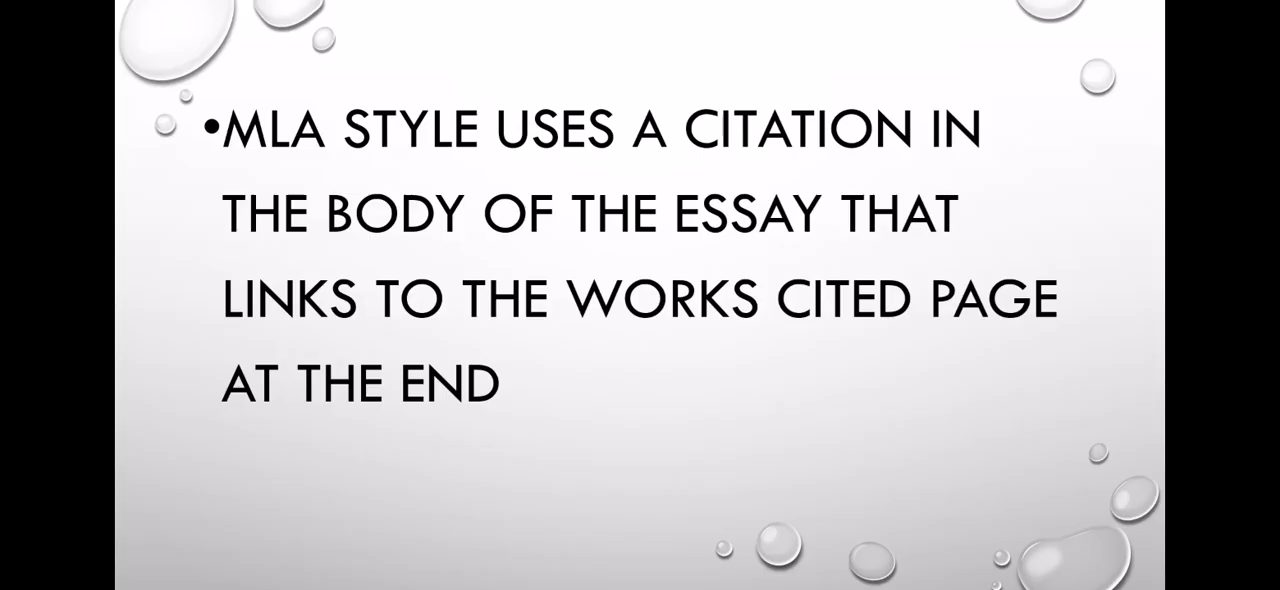 •MLA STYLE USES A CITATION IN
THE BODY OF THE ESSAY THAT
LINKS TO THE WORKS CITED PAGE
AT THE END